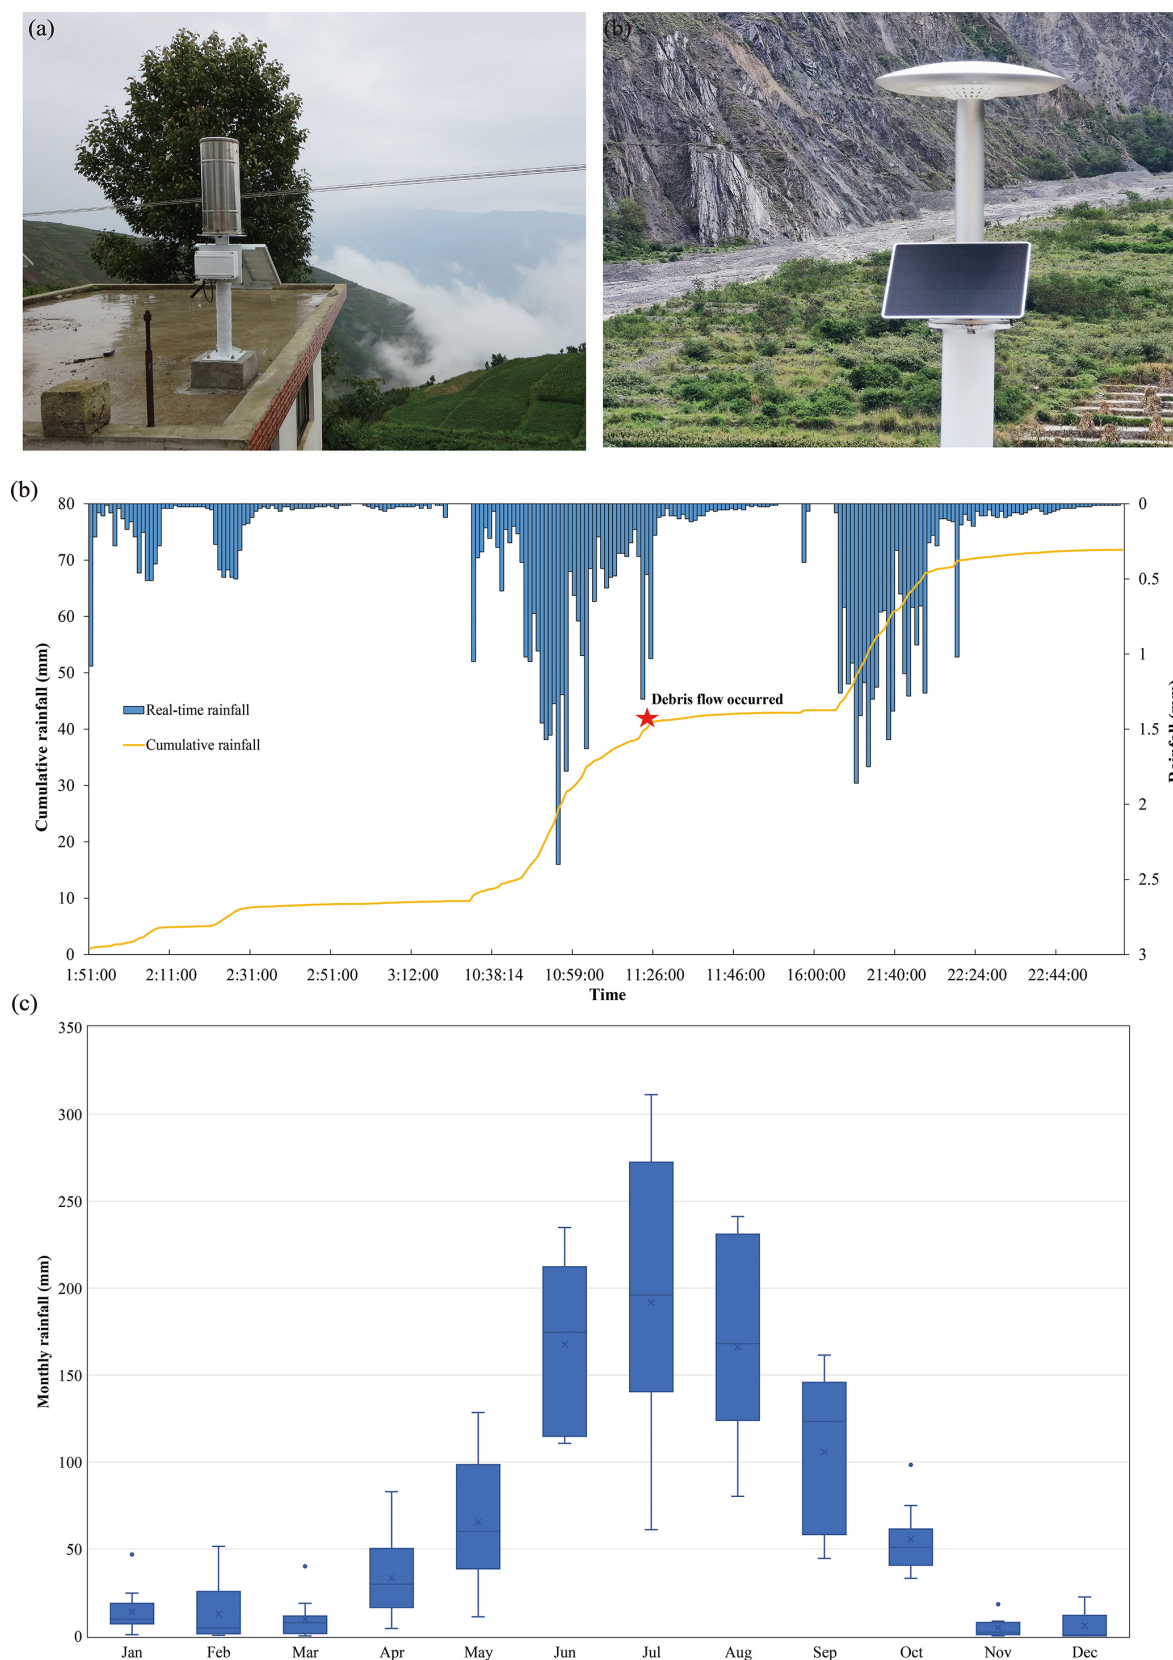 (a)
(b)
(b)
80
70
60
50
40
30
20
10
0
Cumulative rainfall (mm)
Real-time rainfall
Cumulative rainfall
Debris flow occurred
0
0.5
1
1.5
2
2.5
3
Rainfall (mm)
1:51:00 2:11:00 2:31:00 2:51:00 3:12:00 10:38:14 10:59:00 11:26:00 11:46:00 16:00:00 21:40:00 22:24:00 22:44:00
Time
(c)
350
300
250
200
150
100
50
0
Monthly rainfall (mm)
Jan Feb Mar Apr May Jun Jul Aug Sep Oct Nov Dec